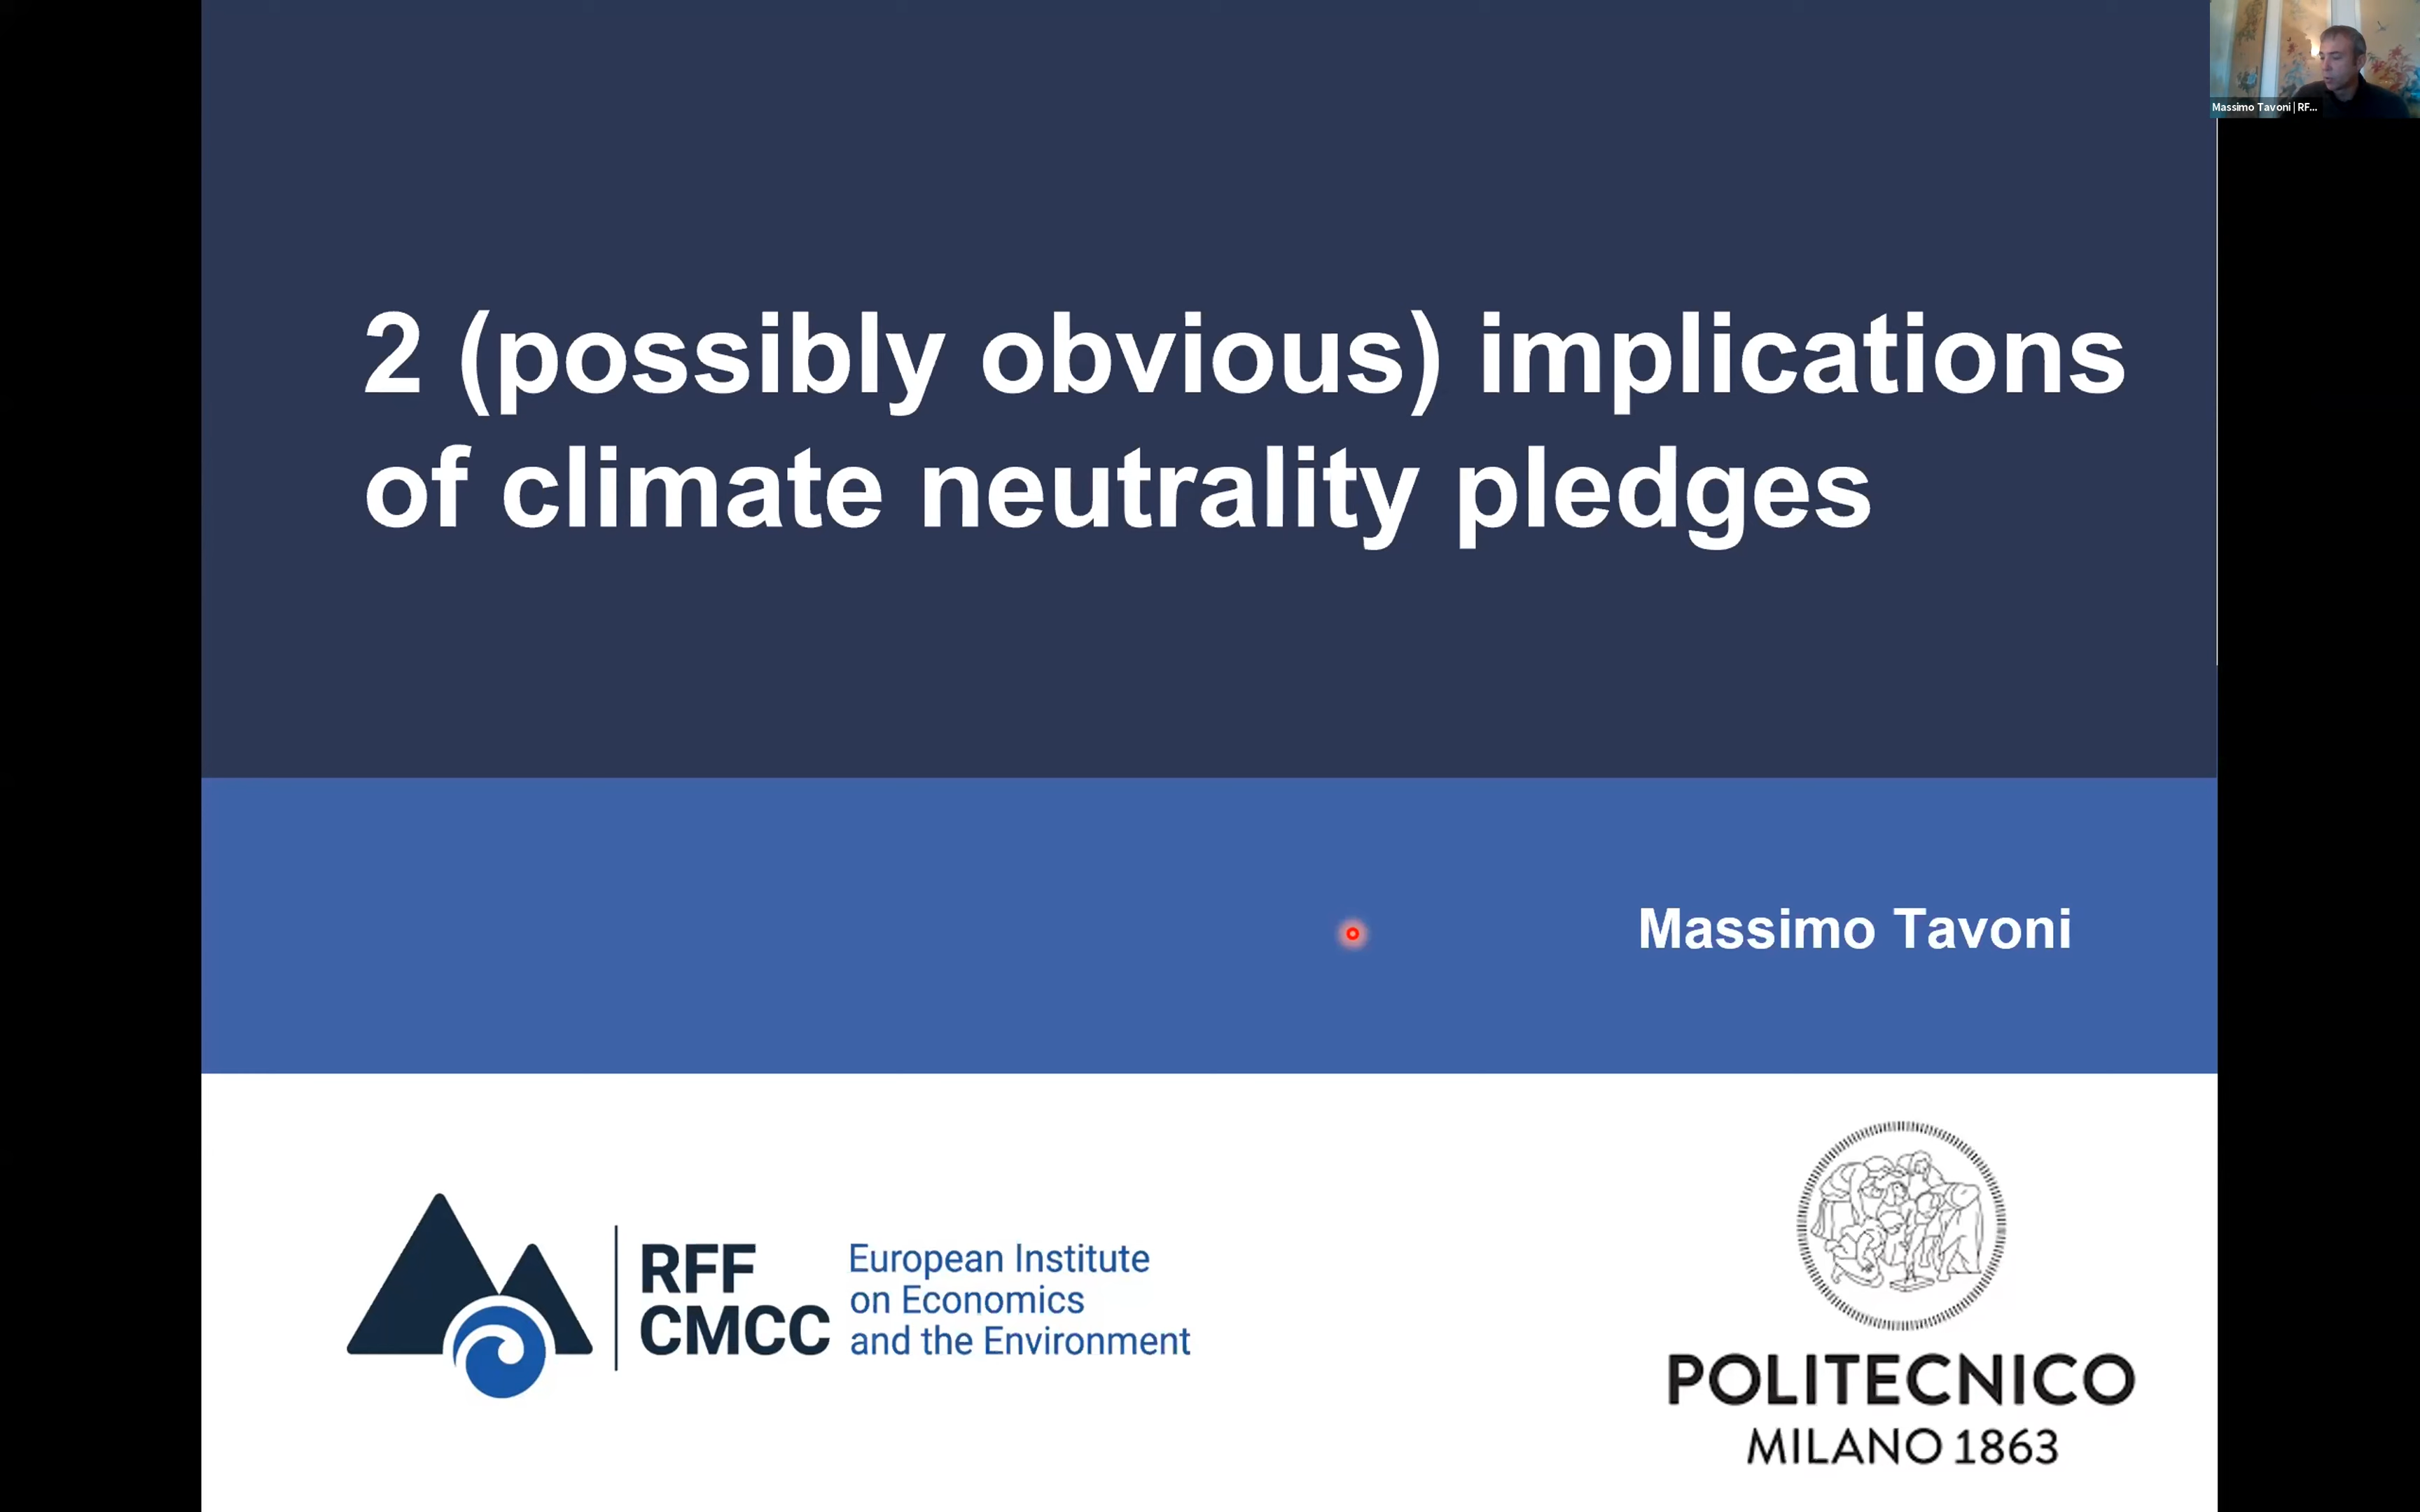 Massimo Tavoni | RF...
2 (possibly obvious) implications
of climate neutrality pledges
Massimo Tavoni
RFF
CMCC
European Institute
on Economics
and the Environment
POLITECNICO
MILANO 1863